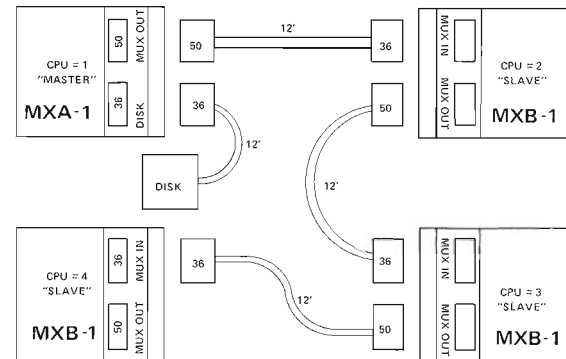 50
MUX OUT
CPU = 1
"MASTER"
MXA-1
36
DISK
50
12'
36
MUX IN
CPU = 2
"SLAVE"
MXB-1
MUX OUT
36
50
12'
DISK
12'
36
MUX IN
CPU = 4
"SLAVE"
MXB-1
50
MUX OUT
36
12'
36
50
MUX IN
CPU = 3
"SLAVE"
MXB-1
MUX OUT